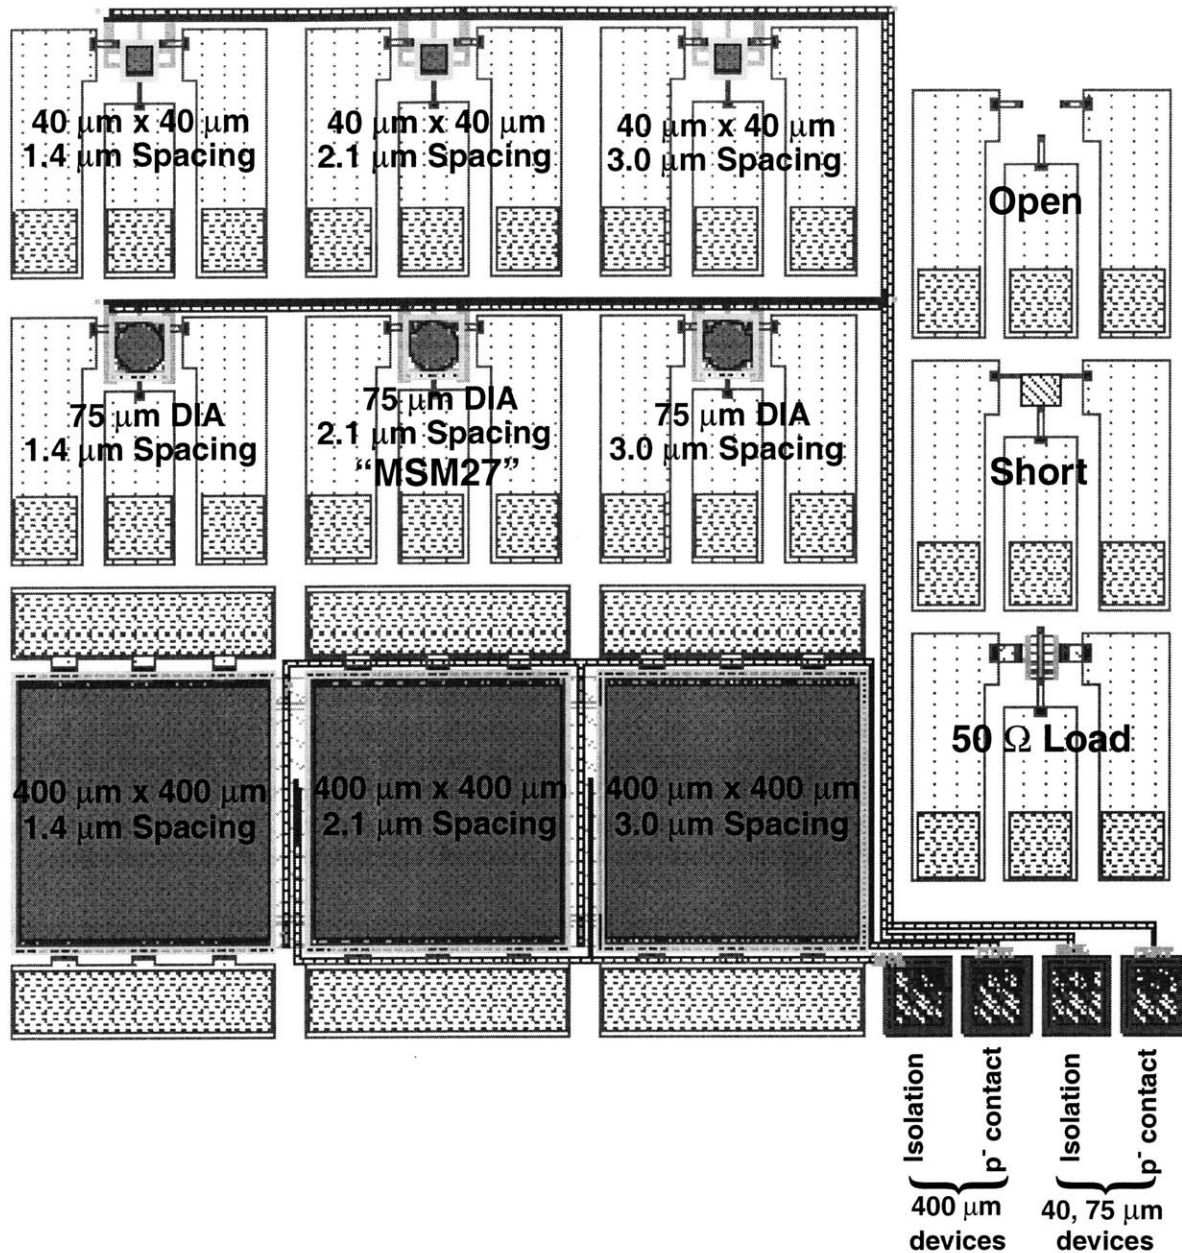 40 μm x 40 μm
1.4 μm Spacing
40 μm x 40 μm
2.1 μm Spacing
40 μm x 40 μm
3.0 μm Spacing
Open
75 μm DIA
1.4 μm Spacing
75 μm DIA
2.1 μm Spacing
“MSM27”
75 μm DIA
3.0 μm Spacing
Short
50 Ω Load
400 μm x 400 μm
1.4 μm Spacing
400 μm x 400 μm
2.1 μm Spacing
400 μm x 400 μm
3.0 μm Spacing
Isolation
p⁻ contact
Isolation
p⁻ contact
400 μm
devices
40, 75 μm
devices